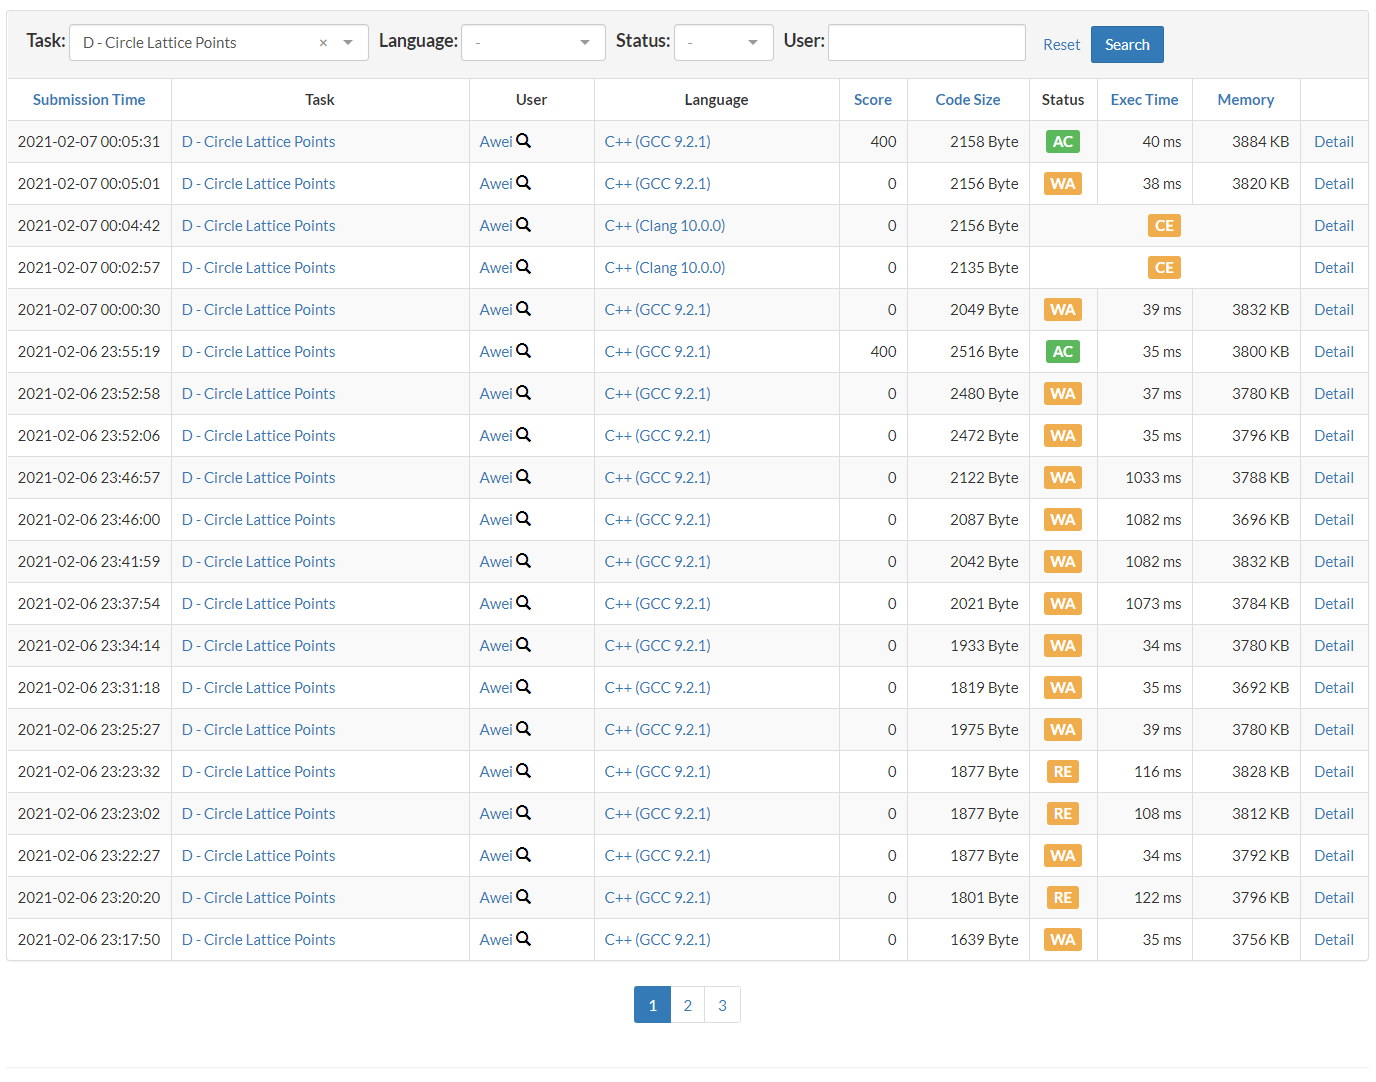 Task: D - Circle Lattice Points × Language: - Status: - User: Reset Search
Submission Time Task User Language Score Code Size Status Exec Time Memory
2021-02-07 00:05:31 D - Circle Lattice Points Awei C++ (GCC 9.2.1) 400 2158 Byte AC 40 ms 3884 KB Detail
2021-02-07 00:05:01 D - Circle Lattice Points Awei C++ (GCC 9.2.1) 0 2156 Byte WA 38 ms 3820 KB Detail
2021-02-07 00:04:42 D - Circle Lattice Points Awei C++ (Clang 10.0.0) 0 2156 Byte CE Detail
2021-02-07 00:02:57 D - Circle Lattice Points Awei C++ (Clang 10.0.0) 0 2135 Byte CE Detail
2021-02-07 00:00:30 D - Circle Lattice Points Awei C++ (GCC 9.2.1) 0 2049 Byte WA 39 ms 3832 KB Detail
2021-02-06 23:55:19 D - Circle Lattice Points Awei C++ (GCC 9.2.1) 400 2516 Byte AC 35 ms 3800 KB Detail
2021-02-06 23:52:58 D - Circle Lattice Points Awei C++ (GCC 9.2.1) 0 2480 Byte WA 37 ms 3780 KB Detail
2021-02-06 23:52:06 D - Circle Lattice Points Awei C++ (GCC 9.2.1) 0 2472 Byte WA 35 ms 3796 KB Detail
2021-02-06 23:46:57 D - Circle Lattice Points Awei C++ (GCC 9.2.1) 0 2122 Byte WA 1033 ms 3788 KB Detail
2021-02-06 23:46:00 D - Circle Lattice Points Awei C++ (GCC 9.2.1) 0 2087 Byte WA 1082 ms 3696 KB Detail
2021-02-06 23:41:59 D - Circle Lattice Points Awei C++ (GCC 9.2.1) 0 2042 Byte WA 1082 ms 3832 KB Detail
2021-02-06 23:37:54 D - Circle Lattice Points Awei C++ (GCC 9.2.1) 0 2021 Byte WA 1073 ms 3784 KB Detail
2021-02-06 23:34:14 D - Circle Lattice Points Awei C++ (GCC 9.2.1) 0 1933 Byte WA 34 ms 3780 KB Detail
2021-02-06 23:31:18 D - Circle Lattice Points Awei C++ (GCC 9.2.1) 0 1819 Byte WA 35 ms 3692 KB Detail
2021-02-06 23:25:27 D - Circle Lattice Points Awei C++ (GCC 9.2.1) 0 1975 Byte WA 39 ms 3780 KB Detail
2021-02-06 23:23:32 D - Circle Lattice Points Awei C++ (GCC 9.2.1) 0 1877 Byte RE 116 ms 3828 KB Detail
2021-02-06 23:23:02 D - Circle Lattice Points Awei C++ (GCC 9.2.1) 0 1877 Byte RE 108 ms 3812 KB Detail
2021-02-06 23:22:27 D - Circle Lattice Points Awei C++ (GCC 9.2.1) 0 1877 Byte WA 34 ms 3792 KB Detail
2021-02-06 23:20:20 D - Circle Lattice Points Awei C++ (GCC 9.2.1) 0 1801 Byte RE 122 ms 3796 KB Detail
2021-02-06 23:17:50 D - Circle Lattice Points Awei C++ (GCC 9.2.1) 0 1639 Byte WA 35 ms 3756 KB Detail
1 2 3